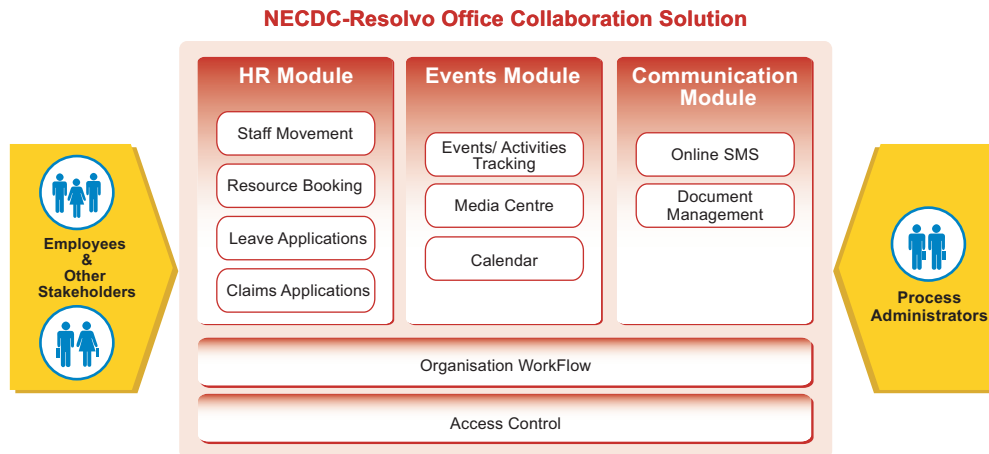 NECDC-Resolvo Office Collaboration Solution
HR Module
Staff Movement
Resource Booking
Leave Applications
Claims Applications
Events Module
Events/ Activities
Tracking
Media Centre
Calendar
Communication
Module
Online SMS
Document
Management
Employees
&
Other
Stakeholders
Process
Administrators
Organisation WorkFlow
Access Control